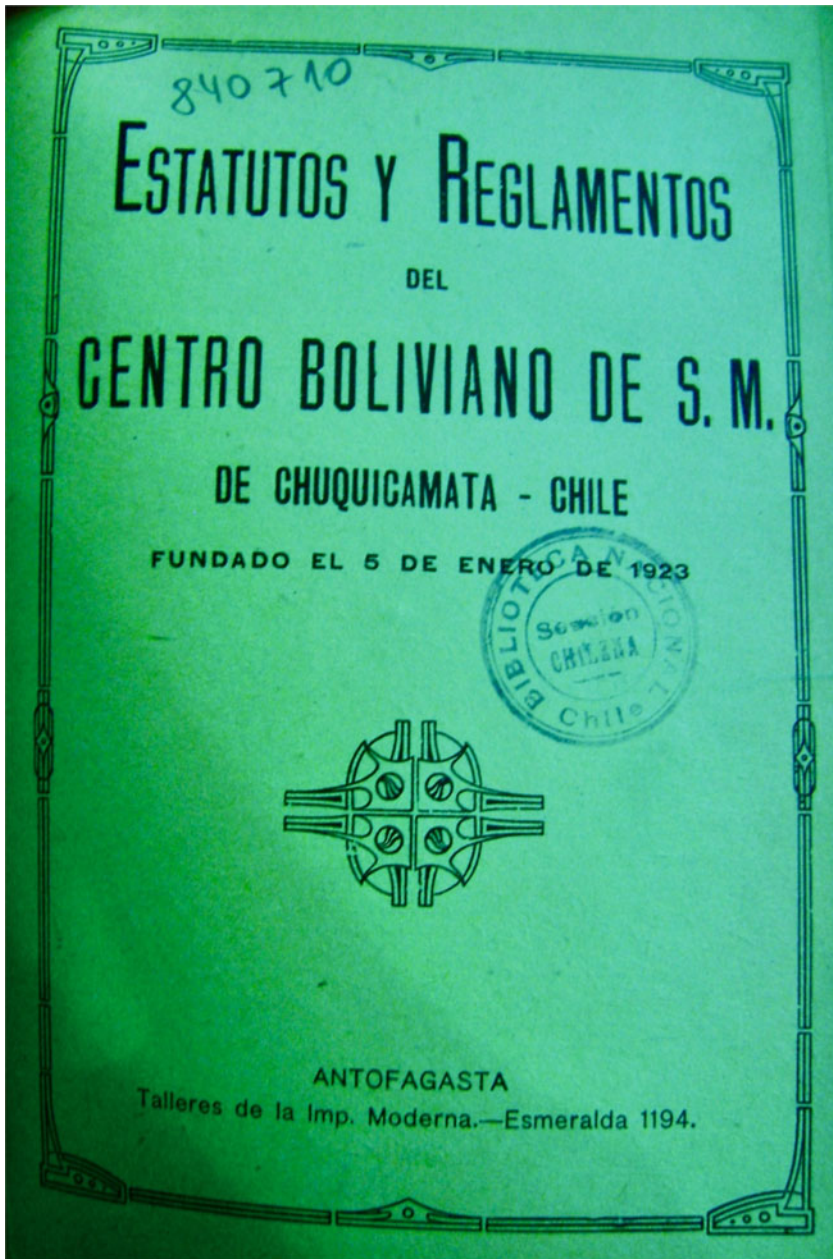 840710
ESTATUTOS Y REGLAMENTOS
DEL
CENTRO BOLIVIANO DE S. M.
DE CHUQUICAMATA - CHILE
FUNDADO EL 5 DE ENERO DE 1923
BIBLIOTECA NACIONAL
Sección
CHILENA
Chile
ANTOFAGASTA
Talleres de la Imp. Moderna.—Esmeralda 1194.